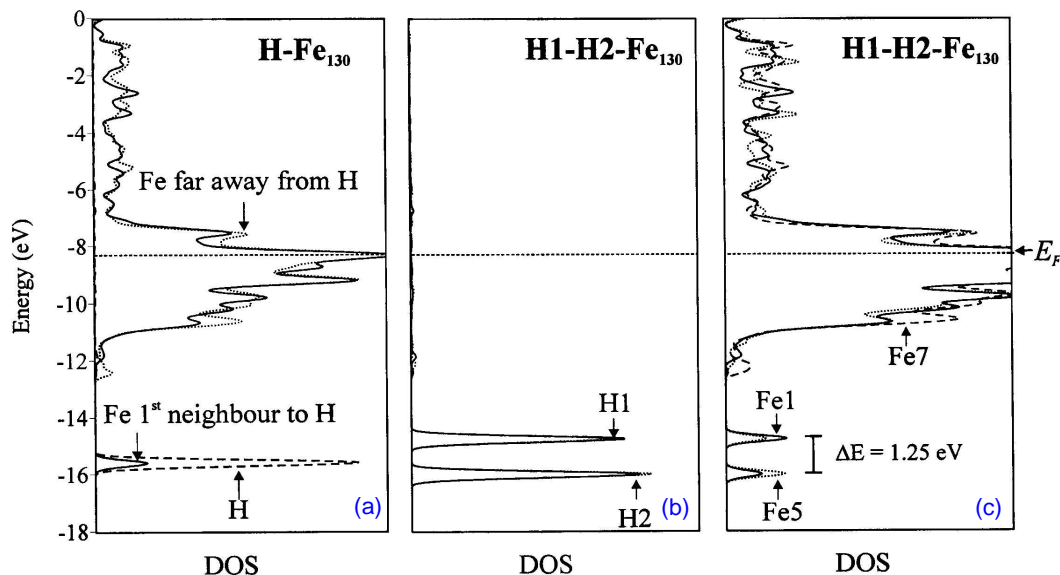 H-Fe₁₃₀
H1-H2-Fe₁₃₀
H1-H2-Fe₁₃₀
Energy (eV)
0
-2
-4
-6
-8
-10
-12
-14
-16
-18
Fe far away from H
Fe 1ˢᵗ neighbour to H
H
(a)
DOS
H1
H2
(b)
DOS
E_F
Fe7
Fe1
ΔE = 1.25 eV
Fe5
(c)
DOS